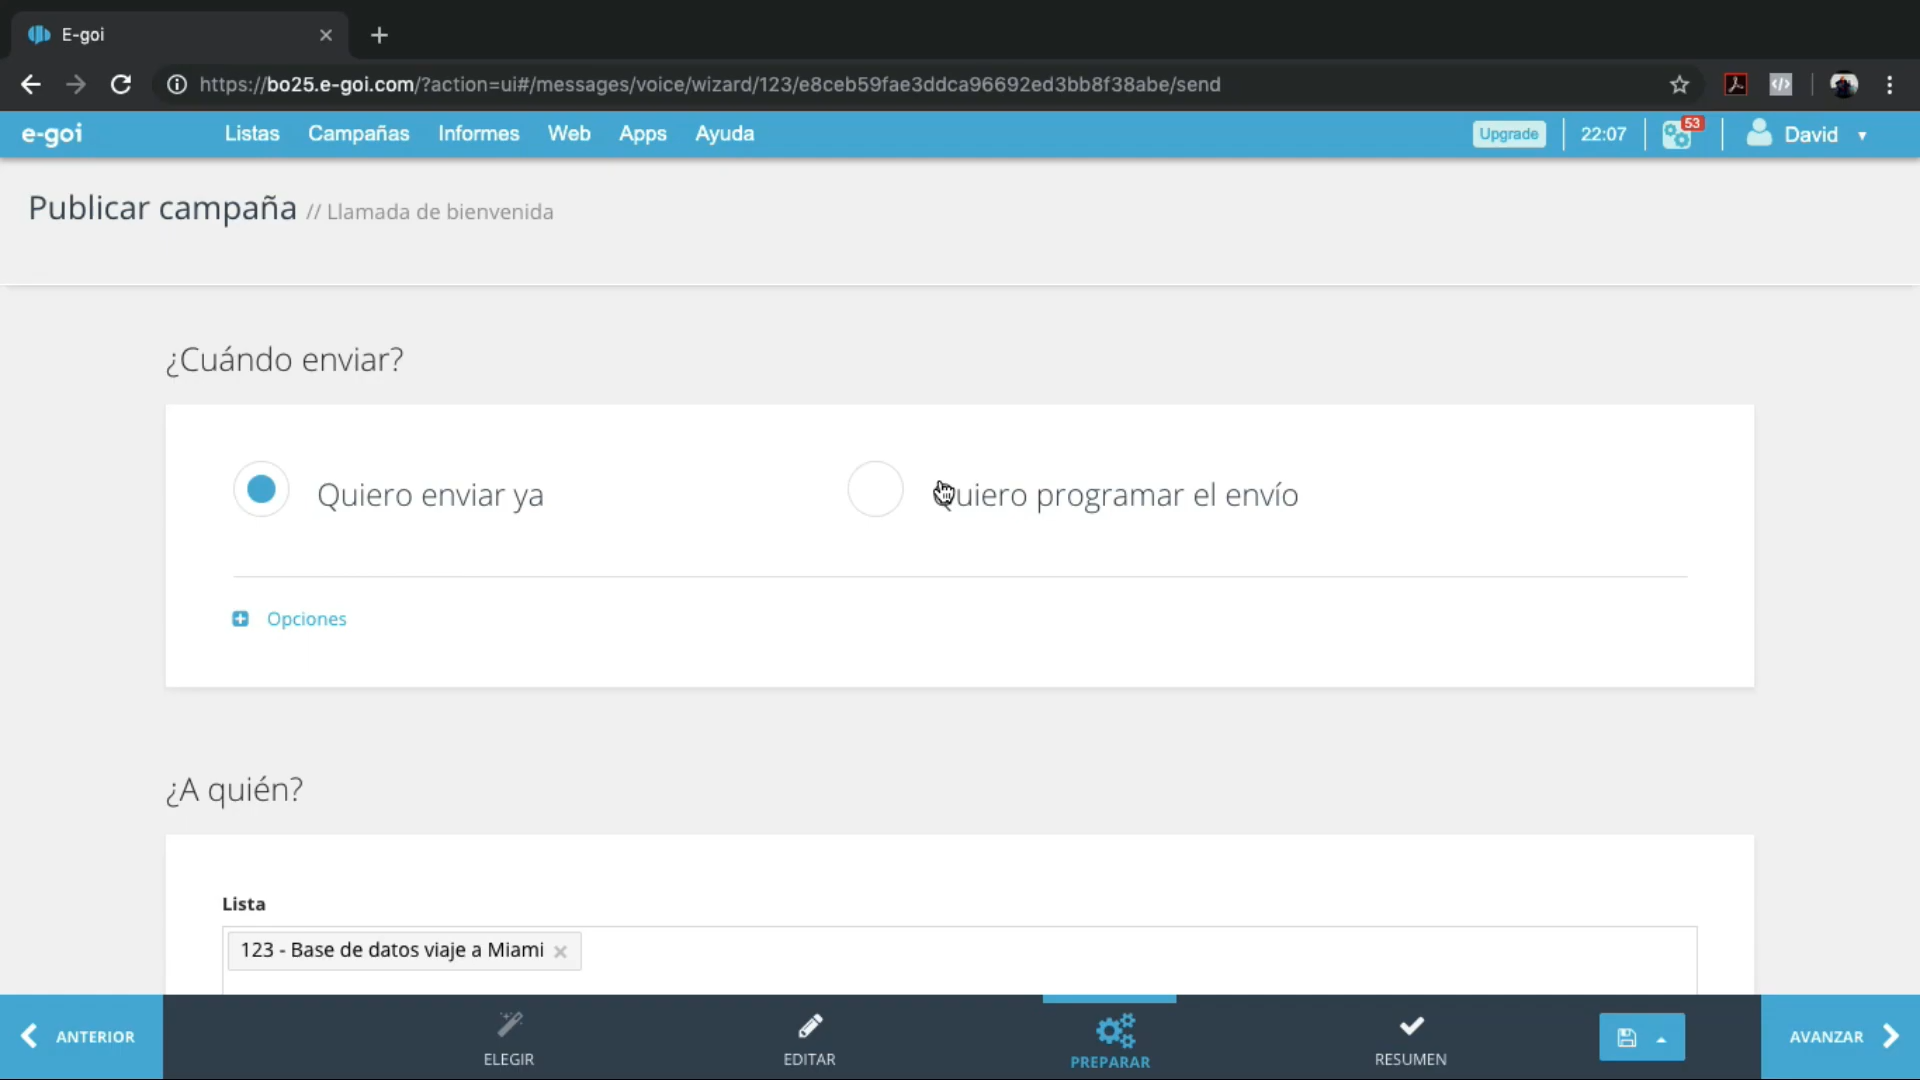 E-goi
https://bo25.e-goi.com/?action=ui#/messages/voice/wizard/123/e8ceb59fae3ddca96692ed3bb8f38abe/send
e-goi Listas Campañas Informes Web Apps Ayuda Upgrade 22:07 53 David
Publicar campaña // Llamada de bienvenida
¿Cuándo enviar?
Quiero enviar ya Quiero programar el envío
Opciones
¿A quién?
Lista
123 - Base de datos viaje a Miami
ANTERIOR ELEGIR EDITAR PREPARAR RESUMEN AVANZAR